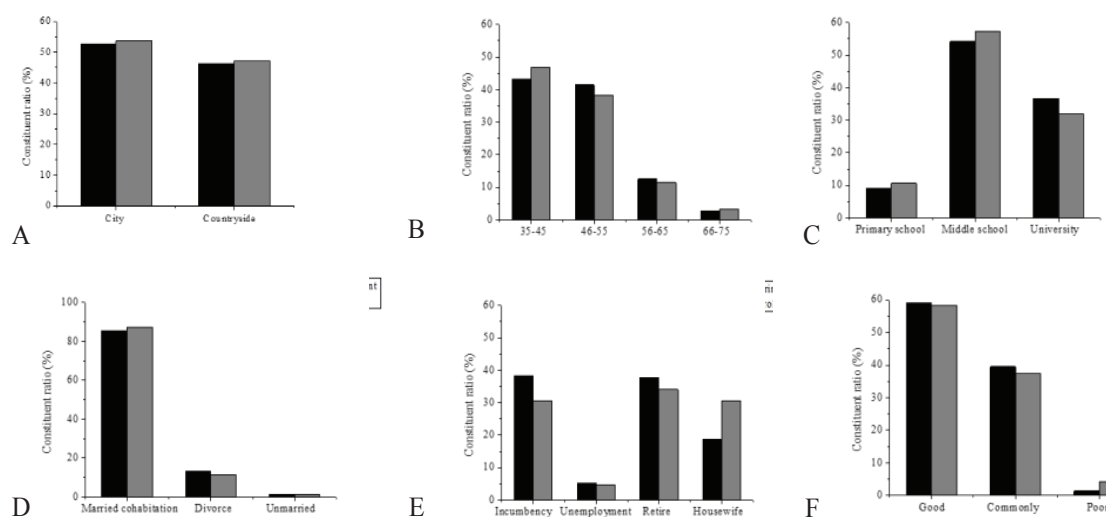 60
50
40
30
20
10
0
Constituent ratio (%)
City Countryside
A
60
50
40
30
20
10
0
Constituent ratio (%)
35-45 46-55 56-65 66-75
B
60
50
40
30
20
10
0
Constituent ratio (%)
Primary school Middle school University
C
100
80
60
40
20
0
Constituent ratio (%)
nt
Married cohabitation Divorce Unmarried
D
60
50
40
30
20
10
0
Constituent ratio (%)
Incumbency Unemployment Retire Housewife
E
60
50
40
30
20
10
0
Constituent ratio (%)
Good Commonly Poor
F